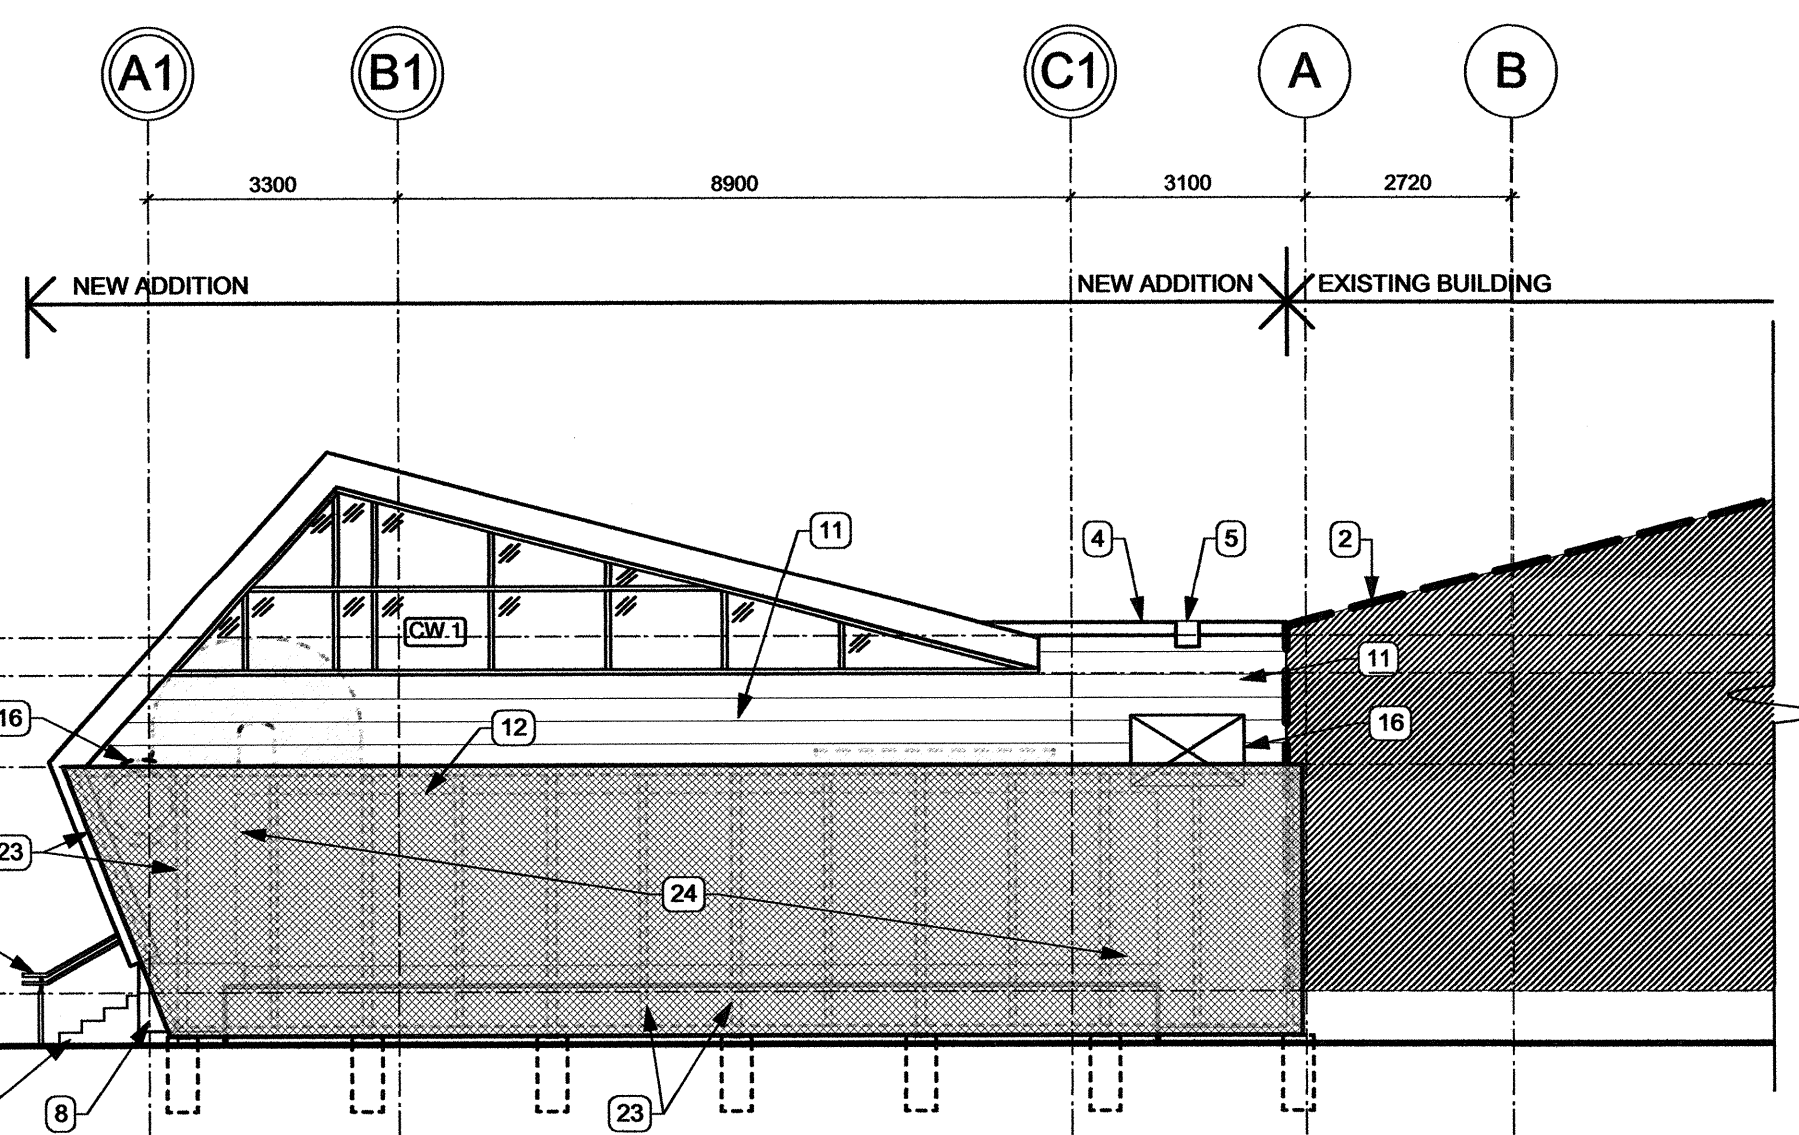 A1 B1 C1 A B
3300 8900 3100 2720
NEW ADDITION NEW ADDITION EXISTING BUILDING
11 4 5 2
CW.1
11
16 12 16
23
24
8 23